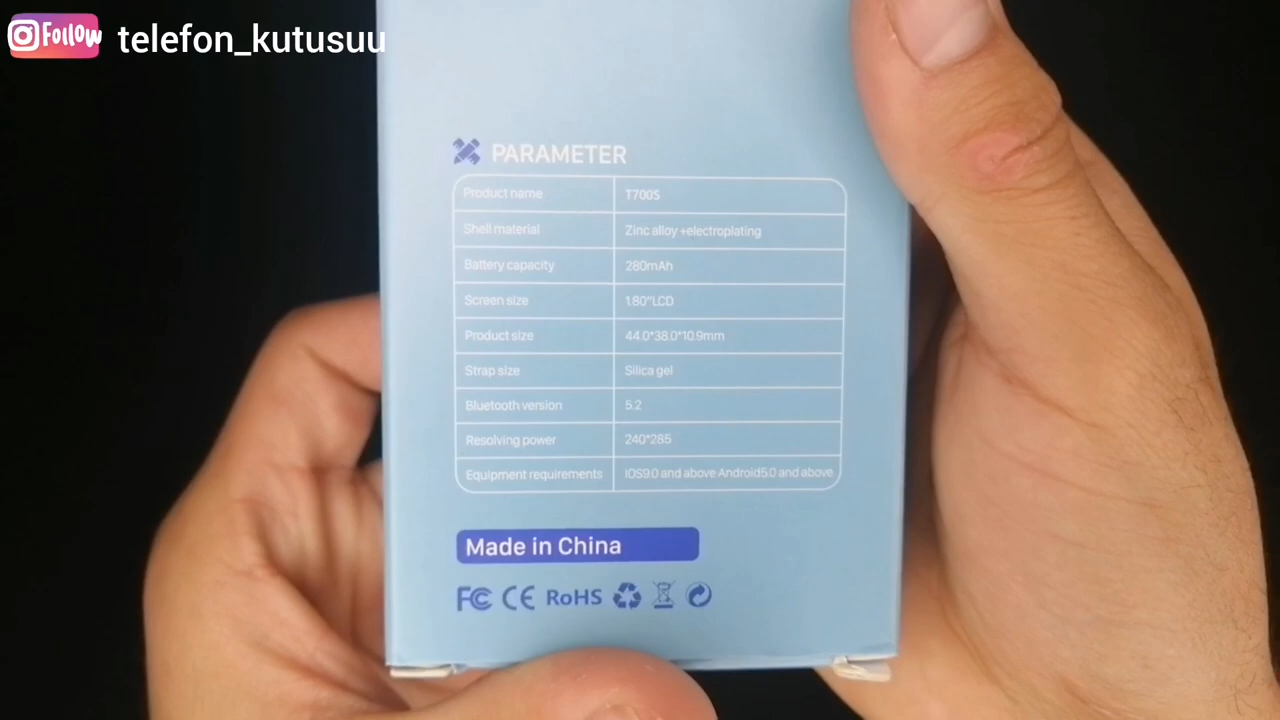 Follow telefon_kutusuu
PARAMETER
Product name T700S
Shell material Zinc alloy +electroplating
Battery capacity 280mAh
Screen size 1.80"LCD
Product size 44.0*38.0*10.9mm
Strap size Silica gel
Bluetooth version 5.2
Resolving power 240*285
Equipment requirements IOS9.0 and above Android5.0 and above
Made in China
FC CE RoHS